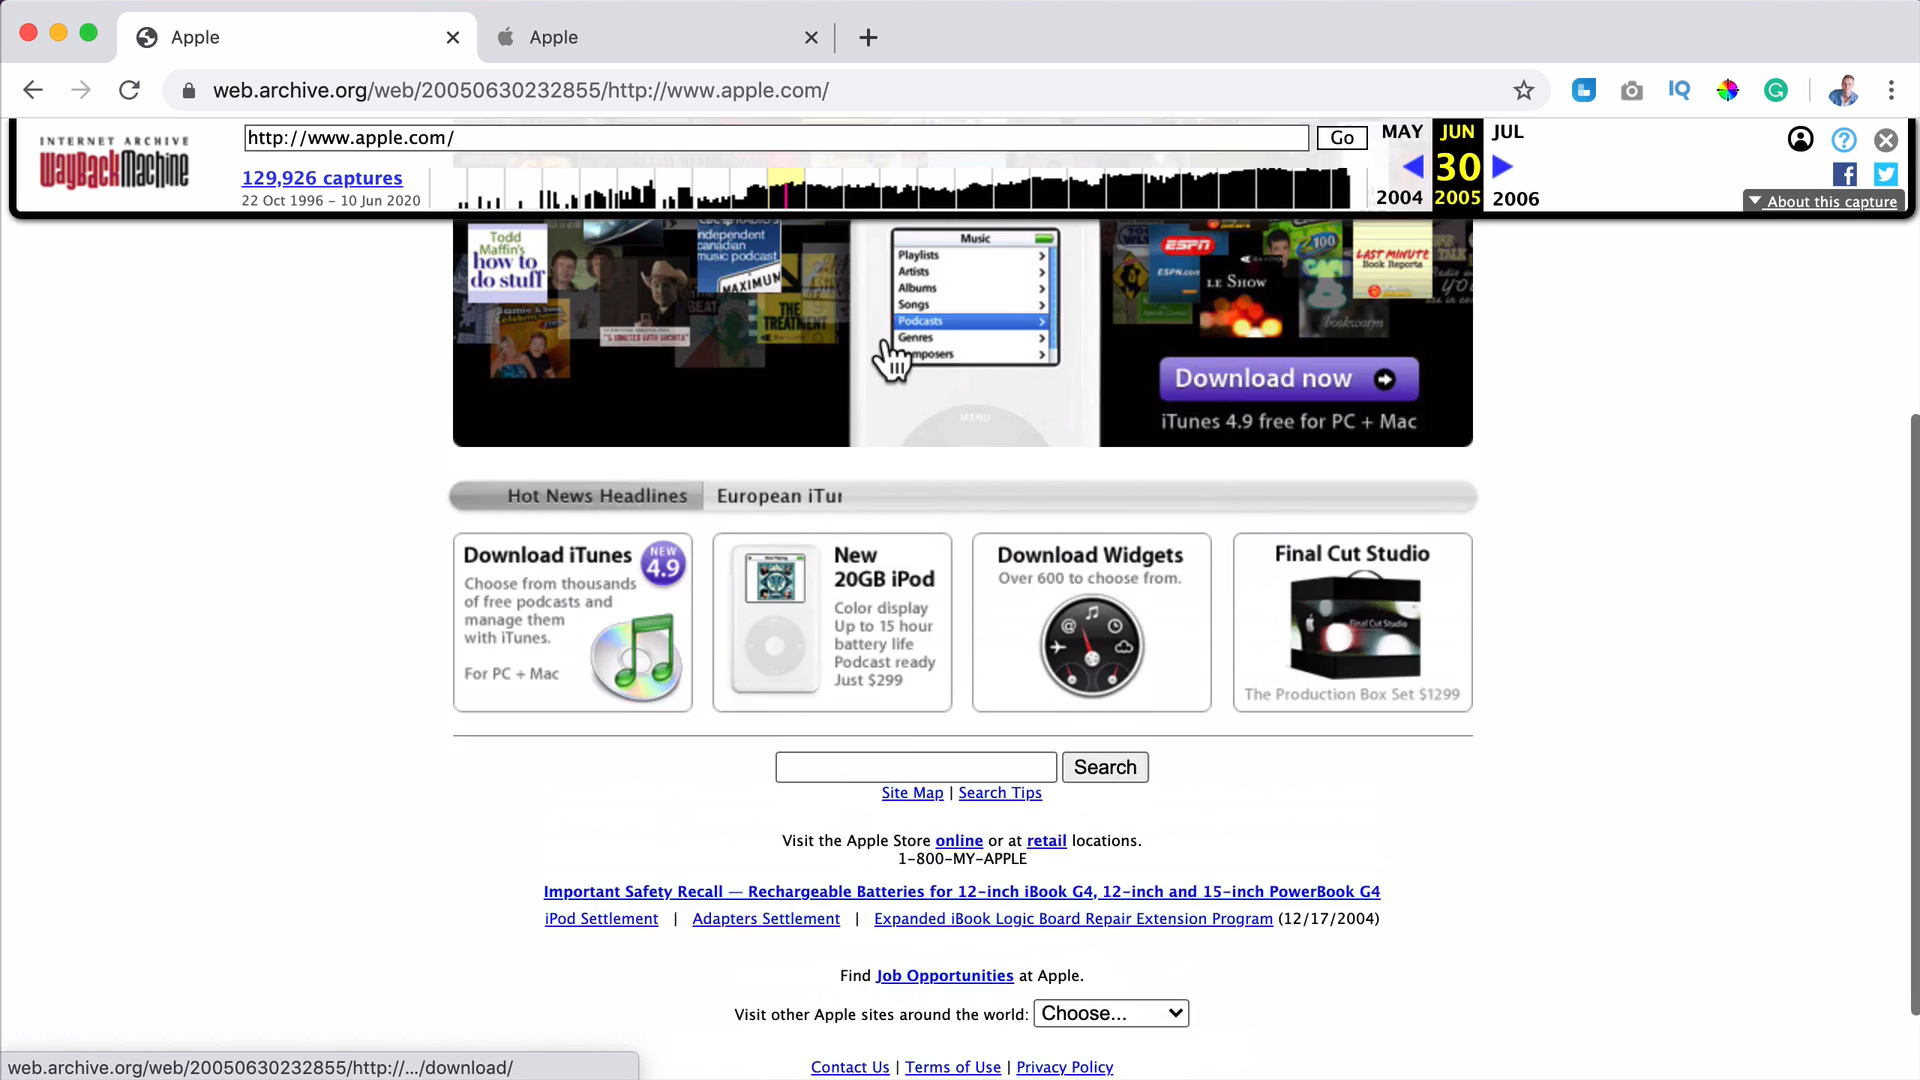 Apple
Apple
web.archive.org/web/20050630232855/http://www.apple.com/
INTERNET ARCHIVE
WayBackMachine
http://www.apple.com/
Go
129,926 captures
22 Oct 1996 – 10 Jun 2020
MAY
JUN
JUL
30
2004
2005
2006
About this capture
Todd
Maffin's
how to
do stuff
independent
canadian
music podcast
MAXIMUM
THE
TREATMENT
BEAT
Music
Playlists
Artists
Albums
Songs
Podcasts
Genres
MENU
ESPN
ESPN.com
LE SHOW
Z100
LAST MINUTE
Book Reports
bookworm
Download now
iTunes 4.9 free for PC + Mac
Hot News Headlines
European iTu
Download iTunes
NEW
4.9
Choose from thousands
of free podcasts and
manage them
with iTunes.
For PC + Mac
New
20GB iPod
Color display
Up to 15 hour
battery life
Podcast ready
Just $299
Download Widgets
Over 600 to choose from.
Final Cut Studio
Final Cut Studio
The Production Box Set $1299
Search
Site Map | Search Tips
Visit the Apple Store online or at retail locations.
1-800-MY-APPLE
Important Safety Recall — Rechargeable Batteries for 12-inch iBook G4, 12-inch and 15-inch PowerBook G4
iPod Settlement | Adapters Settlement | Expanded iBook Logic Board Repair Extension Program (12/17/2004)
Find Job Opportunities at Apple.
Visit other Apple sites around the world: Choose...
web.archive.org/web/20050630232855/http://.../download/
Contact Us | Terms of Use | Privacy Policy